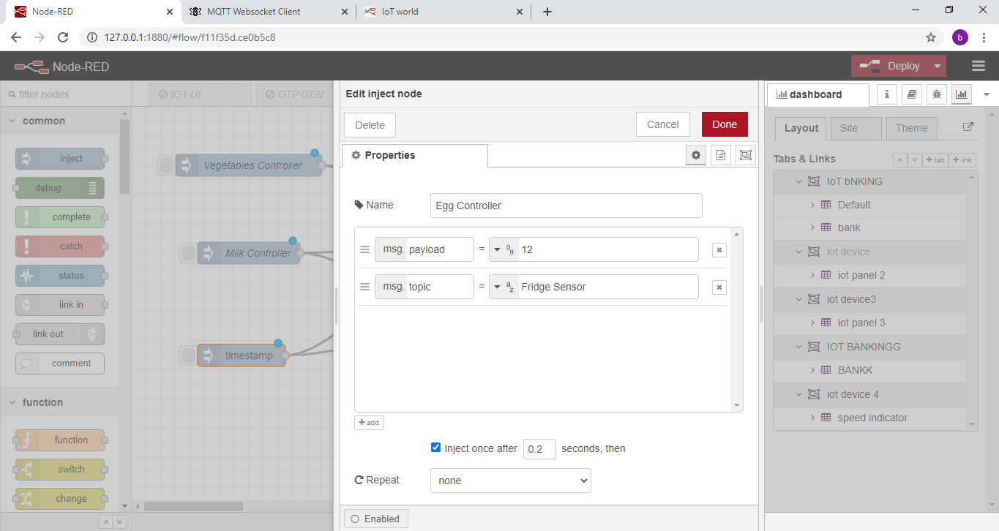 Node-RED
MQTT Websocket Client
IoT world
127.0.0.1:1880/#flow/f11f35d.ce0b5c8
b
Node-RED
Deploy
filter nodes
common
inject
debug
complete
catch
status
link in
link out
comment
function
function
switch
change
IOT UI
OTP GEN
Vegetables Controller
Milk Controller
timestamp
Edit inject node
Delete
Cancel
Done
Properties
Name
Egg Controller
msg. payload = 0 9 12
msg. topic = a z Fridge Sensor
add
Inject once after 0.2 seconds, then
Repeat
none
Enabled
dashboard
i
Layout
Site
Theme
Tabs & Links
+ tab
+ link
IoT bNKING
Default
bank
iot device
iot panel 2
iot device3
iot panel 3
IOT BANKINGG
BANKK
iot device 4
speed indicator